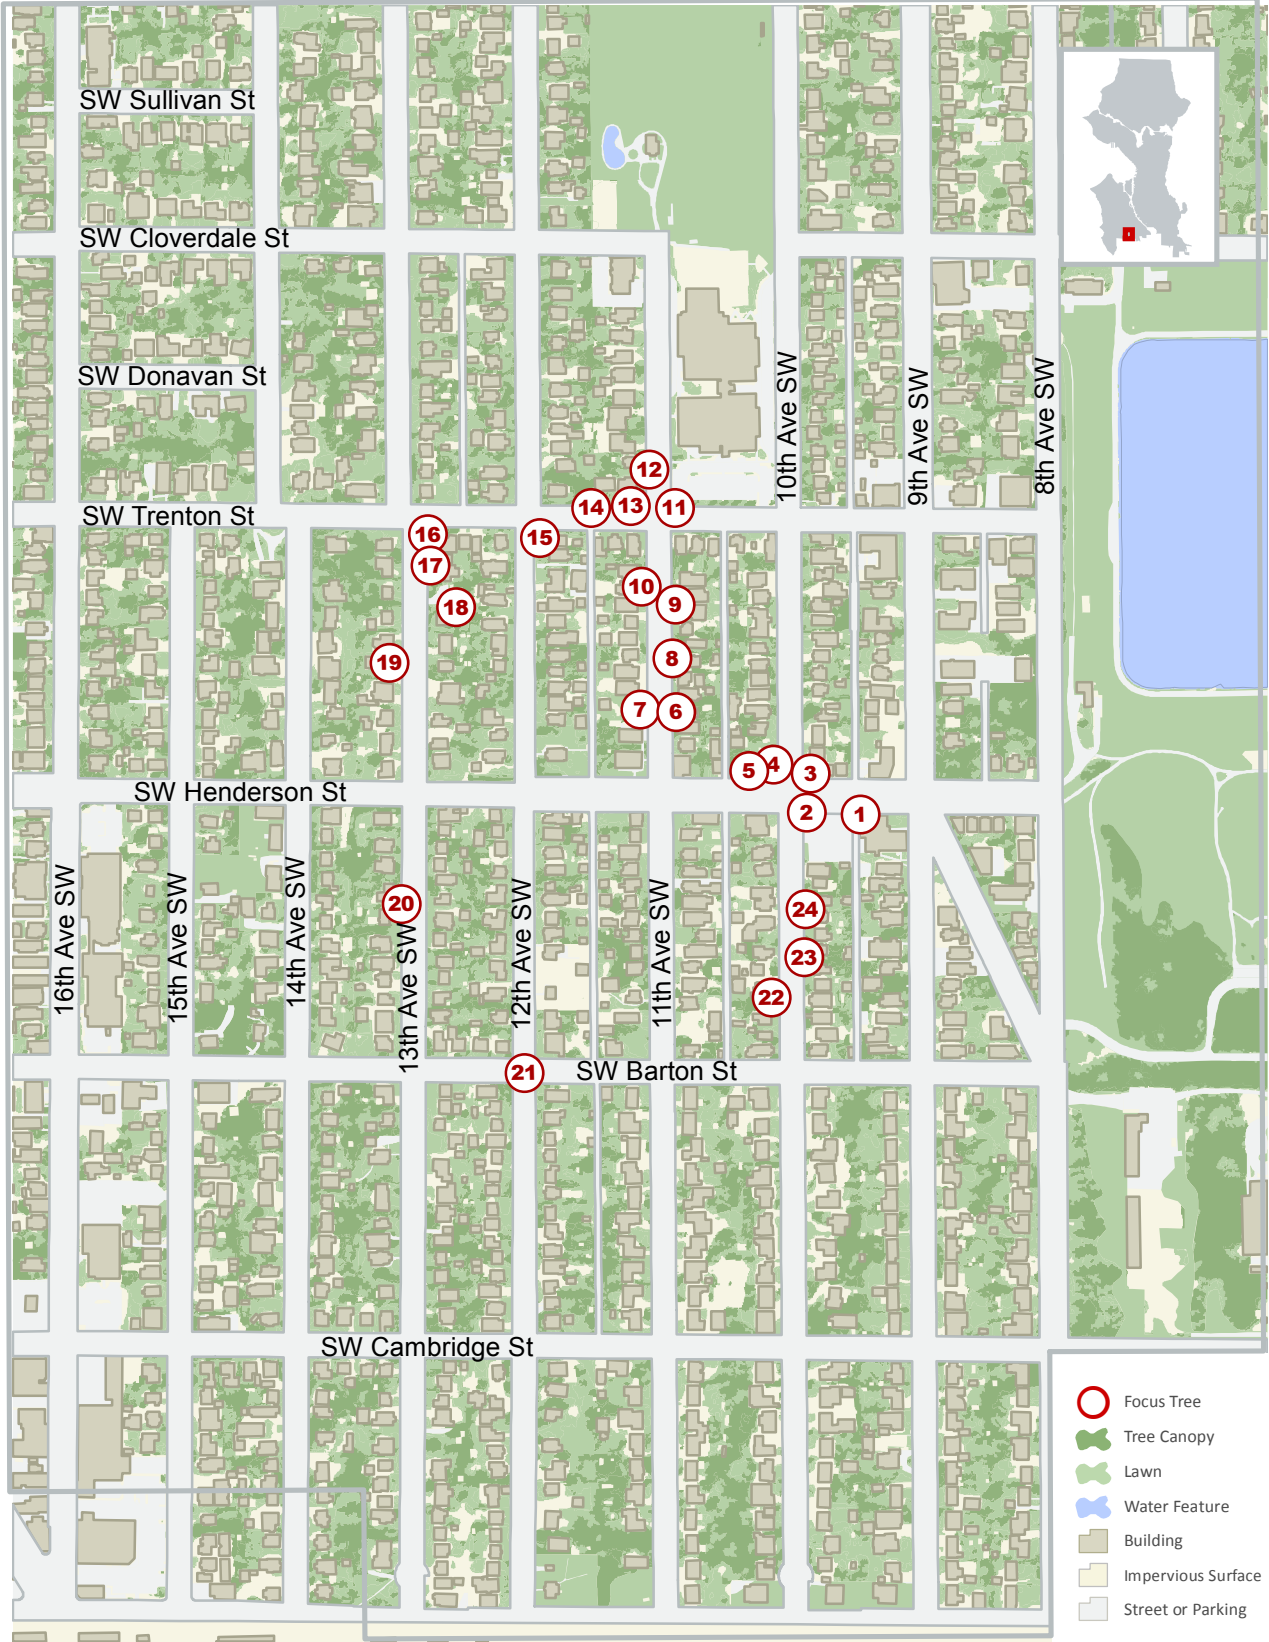 SW Sullivan St
SW Cloverdale St
SW Donavan St
10th Ave SW
9th Ave SW
8th Ave SW
12
14
13
11
SW Trenton St
16
15
17
10
9
18
8
19
7
6
5
4
3
SW Henderson St
2
1
16th Ave SW
15th Ave SW
14th Ave SW
20
13th Ave SW
12th Ave SW
11th Ave SW
24
23
22
21
SW Barton St
SW Cambridge St
Focus Tree
Tree Canopy
Lawn
Water Feature
Building
Impervious Surface
Street or Parking